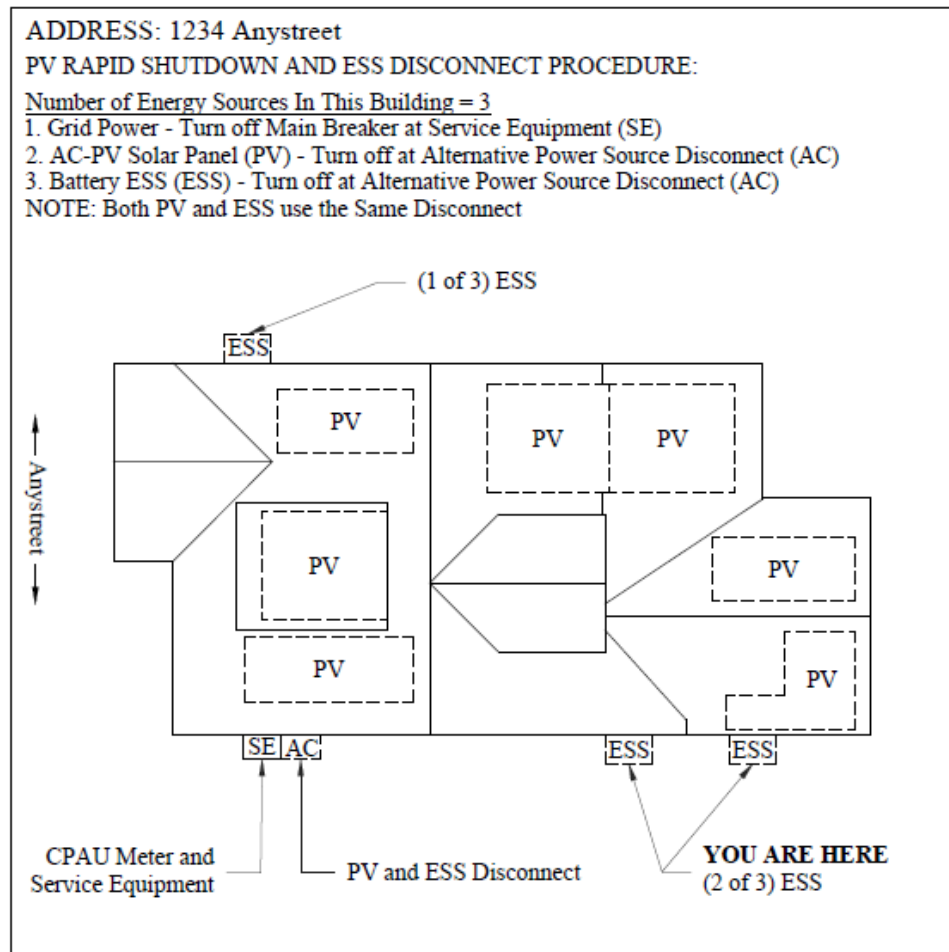 ADDRESS: 1234 Anystreet
PV RAPID SHUTDOWN AND ESS DISCONNECT PROCEDURE:
Number of Energy Sources In This Building = 3
1. Grid Power - Turn off Main Breaker at Service Equipment (SE)
2. AC-PV Solar Panel (PV) - Turn off at Alternative Power Source Disconnect (AC)
3. Battery ESS (ESS) - Turn off at Alternative Power Source Disconnect (AC)
NOTE: Both PV and ESS use the Same Disconnect
(1 of 3) ESS
ESS
PV
PV
PV
Anystreet
PV
PV
PV
PV
SE
AC
ESS
ESS
CPAU Meter and
Service Equipment
PV and ESS Disconnect
YOU ARE HERE
(2 of 3) ESS